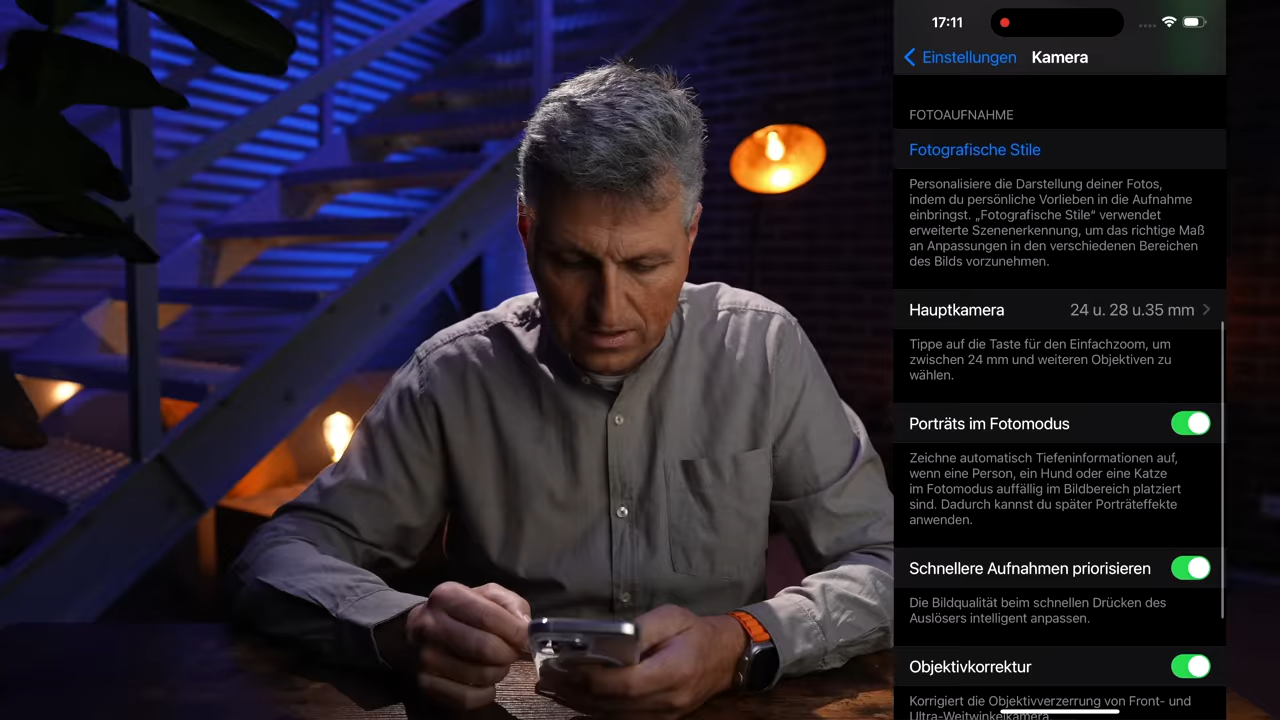 17:11
Einstellungen Kamera
FOTOAUFNAHME
Fotografische Stile
Personalisiere die Darstellung deiner Fotos,
indem du persönliche Vorlieben in die Aufnahme
einbringst. „Fotografische Stile“ verwendet
erweiterte Szenenerkennung, um das richtige Maß
an Anpassungen in den verschiedenen Bereichen
des Bilds vorzunehmen.
Hauptkamera 24 u. 28 u.35 mm
Tippe auf die Taste für den Einfachzoom, um
zwischen 24 mm und weiteren Objektiven zu
wählen.
Porträts im Fotomodus
Zeichne automatisch Tiefeninformationen auf,
wenn eine Person, ein Hund oder eine Katze
im Fotomodus auffällig im Bildbereich platziert
sind. Dadurch kannst du später Porträteffekte
anwenden.
Schnellere Aufnahmen priorisieren
Die Bildqualität beim schnellen Drücken des
Auslösers intelligent anpassen.
Objektivkorrektur
Korrigiert die Objektivverzerrung von Front- und
Ultra-Weitwinkelkamera